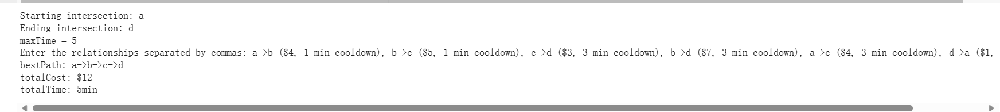 Starting intersection: a
Ending intersection: d
maxTime = 5
Enter the relationships separated by commas: a->b ($4, 1 min cooldown), b->c ($5, 1 min cooldown), c->d ($3, 3 min cooldown), b->d ($7, 3 min cooldown), a->c ($4, 3 min cooldown), d->a ($1,
bestPath: a->b->c->d
totalCost: $12
totalTime: 5min